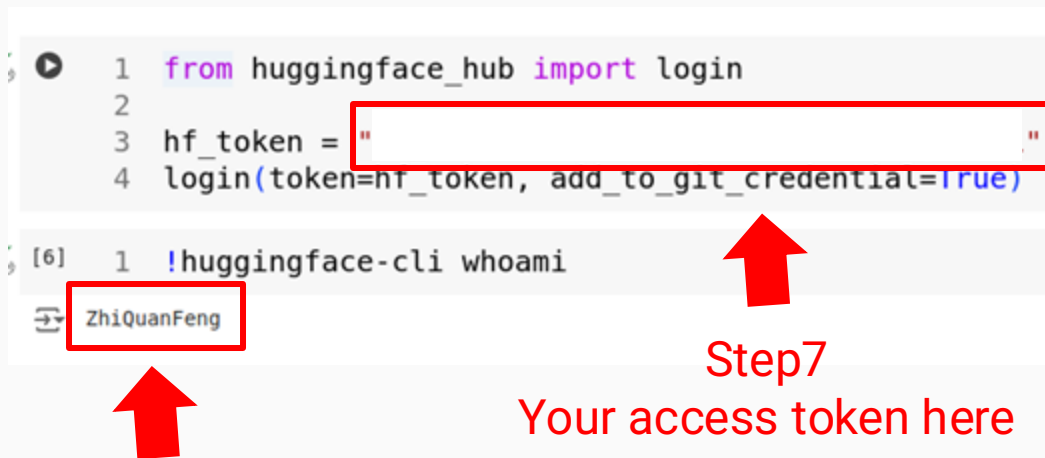 1 from huggingface_hub import login
2
3 hf_token = " "
4 login(token=hf_token, add_to_git_credential=True)
[6] 1 !huggingface-cli whoami
ZhiQuanFeng
Step7
Your access token here